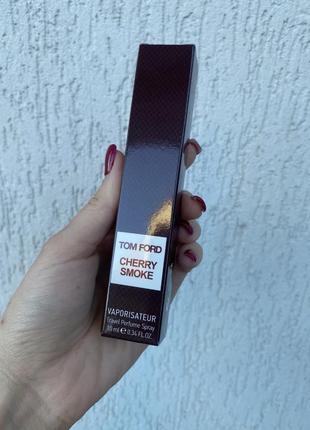 TOM FORD
CHERRY
SMOKE
VAPORISATEUR
Travel Perfume Spray
10 ml e 0.34 FL.OZ.